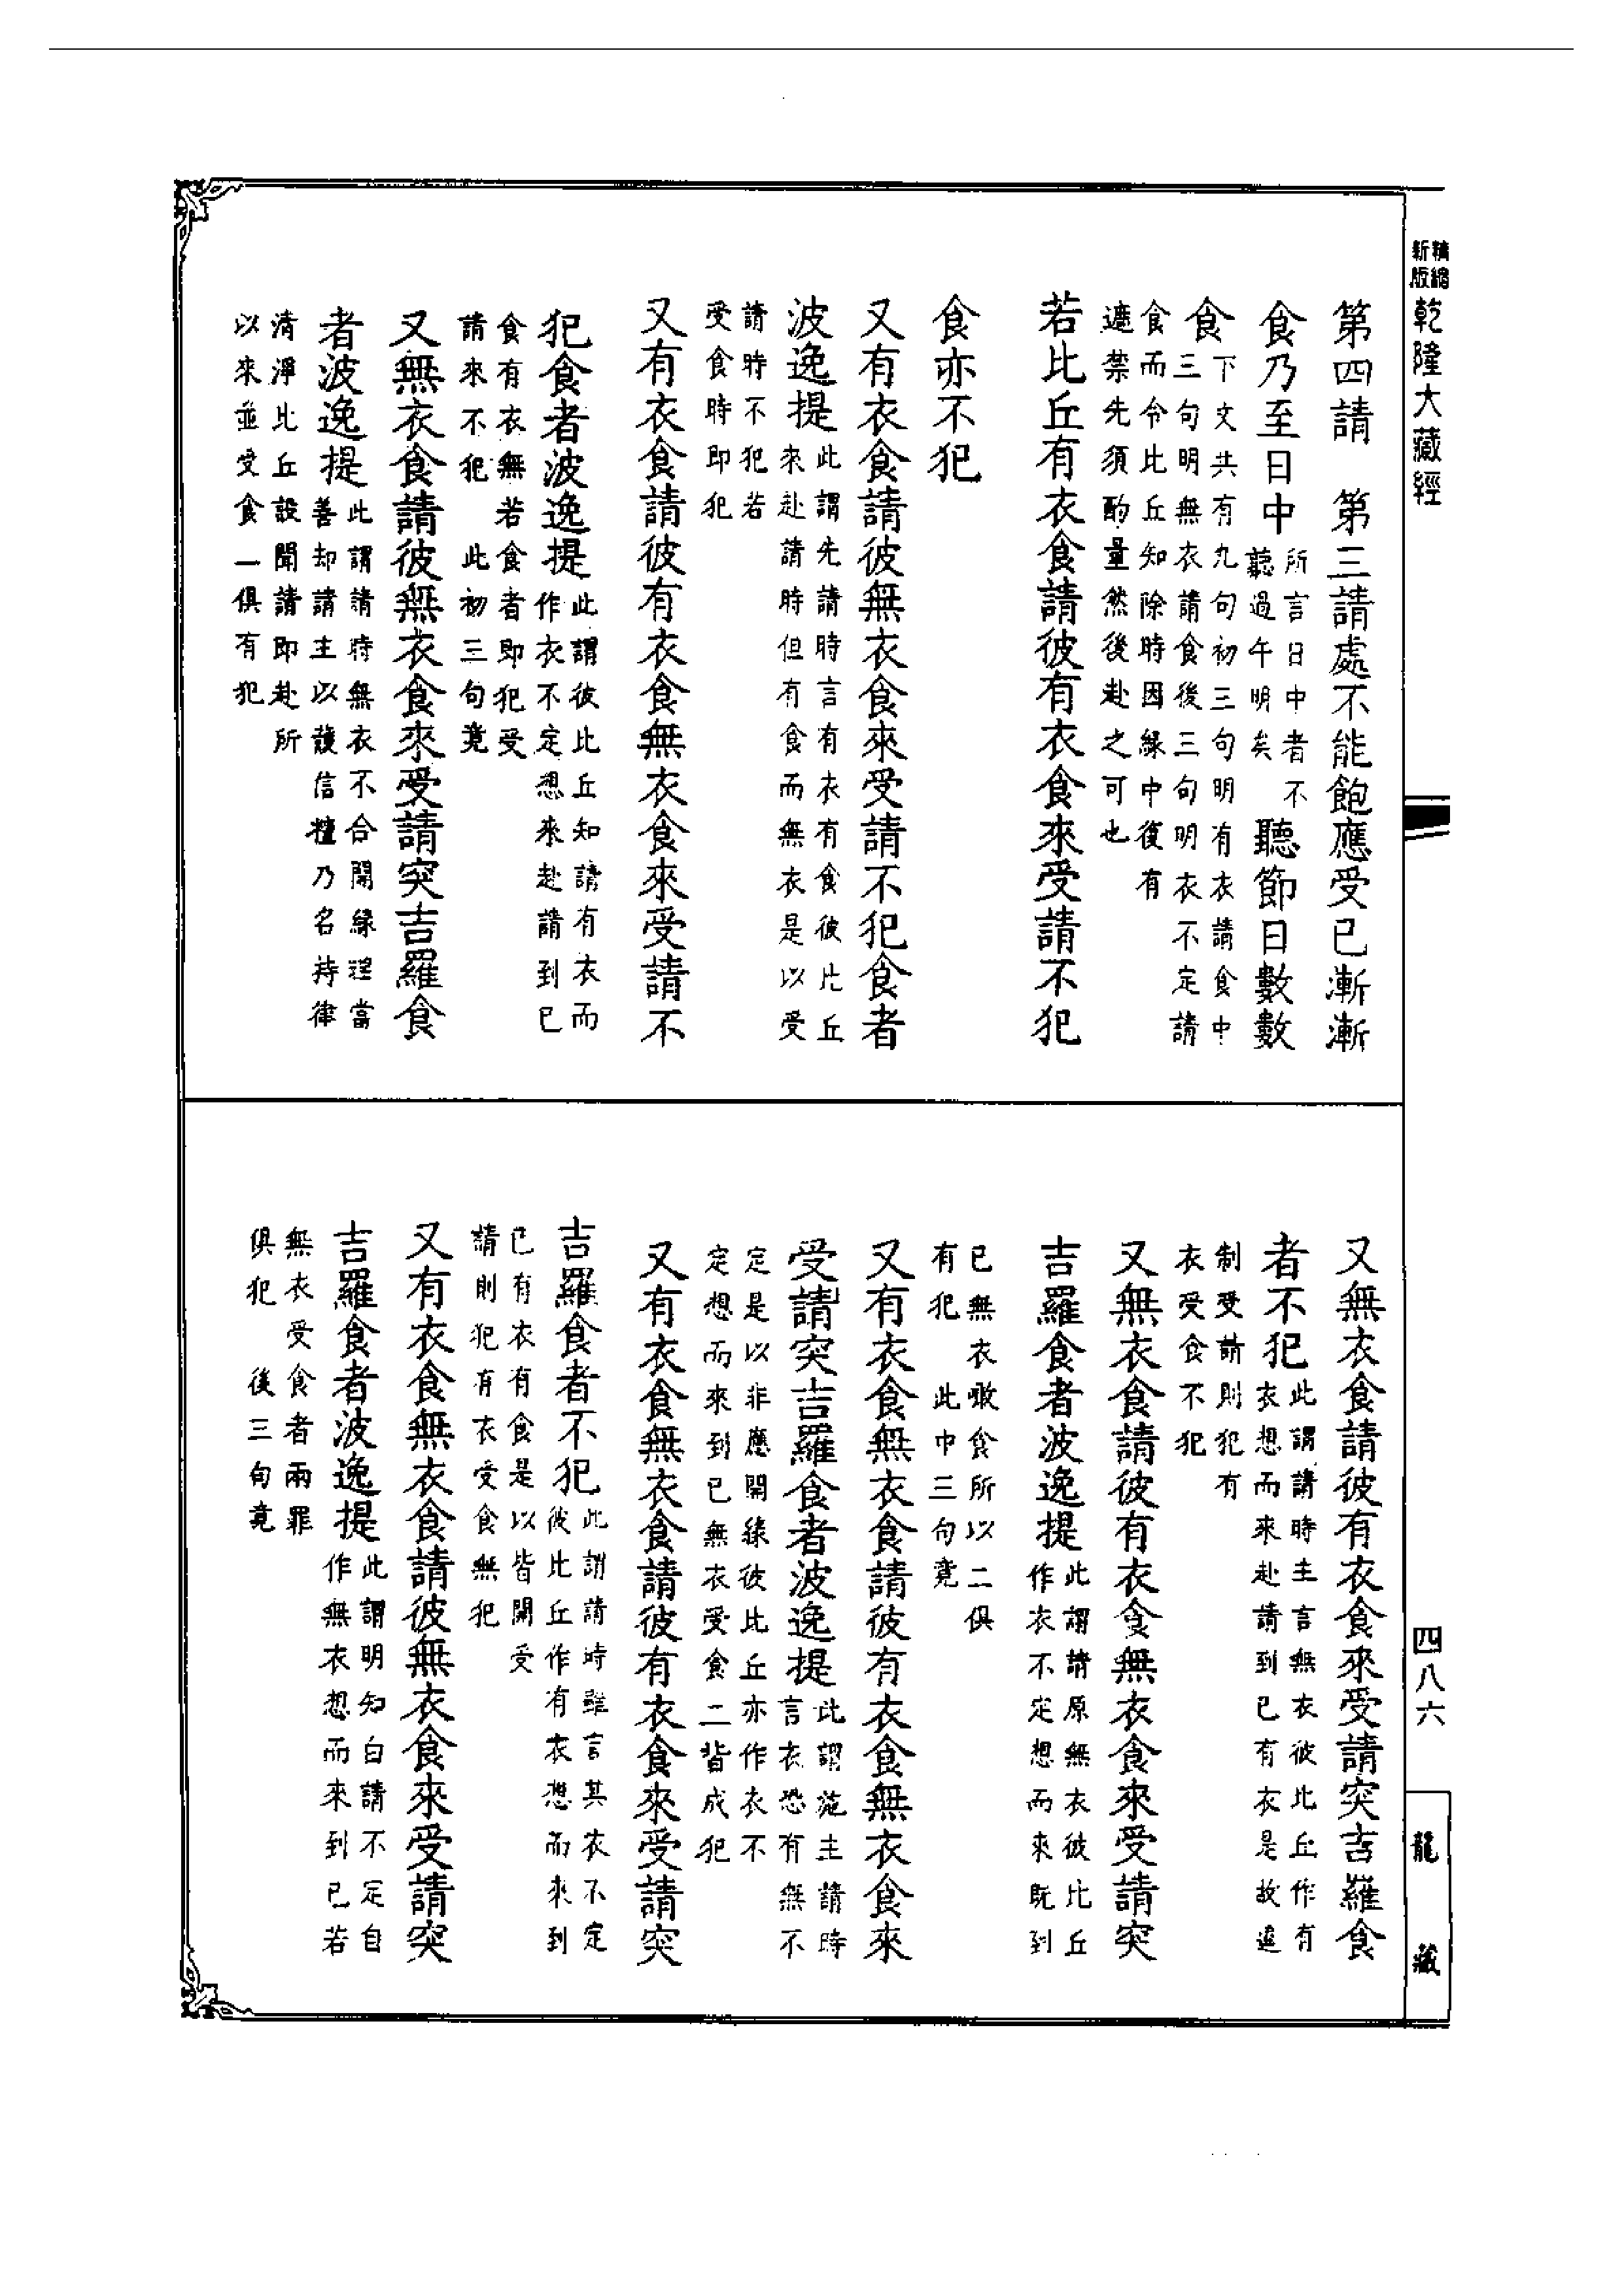 精縮
新版
乾隆大藏經
第四請　第三請處不能飽應受已漸漸
食乃至日中所言日中者不聽過午明矣聽節日數數
食下文共有九句初三句明有衣請食中三句明無衣請食後三句明衣不定請
食而令比丘知除時因緣中復有
遮禁先須酌量然後赴之可也
若比丘有衣食請彼有衣食來受請不犯
食亦不犯
又有衣食請彼無衣食來受請不犯食者
波逸提此謂先請時言有衣有食彼比丘來赴請時但有食而無衣是以受
請時不犯若
受食時即犯
又有衣食請彼有衣食無衣食來受請不
犯食者波逸提此謂彼比丘知請有衣而作衣不定想來赴請到已
食有衣無若食者即犯受
請來不犯　此初三句竟
又無衣食請彼無衣食來受請突吉羅食
者波逸提此謂請時無衣不合開緣理當善却請主以護信檀乃名持律
清淨比丘設聞請即赴所
以來並受食一俱有犯
又無衣食請彼有衣食來受請突吉羅食
者不犯此謂請時主言無衣彼比丘作有衣想而來赴請到已有衣是故違
制受請則犯有
衣受食不犯
又無衣食請彼有衣食無衣食來受請突
吉羅食者波逸提此謂請原無衣彼比丘作衣不定想而來既到
已無衣敢食所以二俱
有犯　此中三句竟
又有衣食無衣食請彼有衣食無衣食來
受請突吉羅食者波逸提此謂施主請時言衣恐有無不
定是以非應開緣彼比丘亦作衣不
定想而來到已無衣受食二皆成犯
又有衣食無衣食請彼有衣食來受請突
吉羅食者不犯此謂請時雖言其衣不定彼比丘作有衣想而來到
已有衣有食是以皆開受
請則犯有衣受食無犯
又有衣食無衣食請彼無衣食來受請突
吉羅食者波逸提此謂明知白請不定自作無衣想而來到已若
無衣受食者兩罪
俱犯　後三句竟
四八六
龍藏